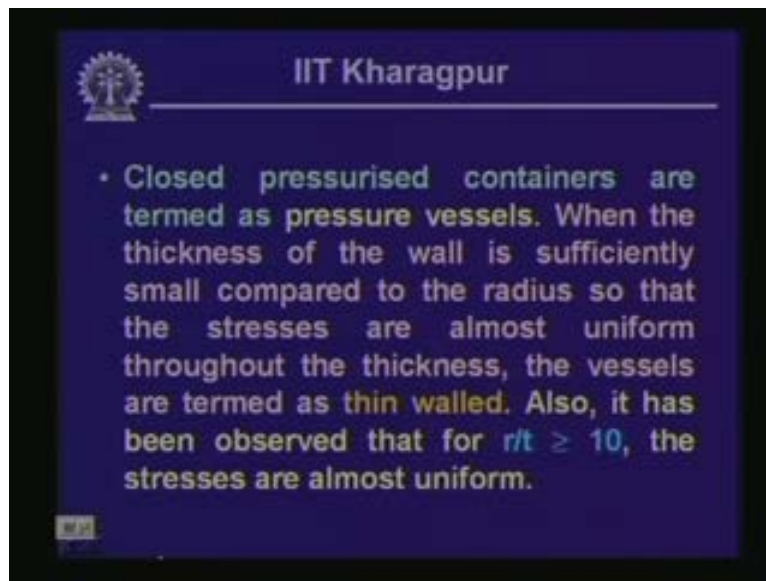 IIT Kharagpur
• Closed pressurised containers are
termed as pressure vessels. When the
thickness of the wall is sufficiently
small compared to the radius so that
the stresses are almost uniform
throughout the thickness, the vessels
are termed as thin walled. Also, it has
been observed that for r/t ≥ 10, the
stresses are almost uniform.